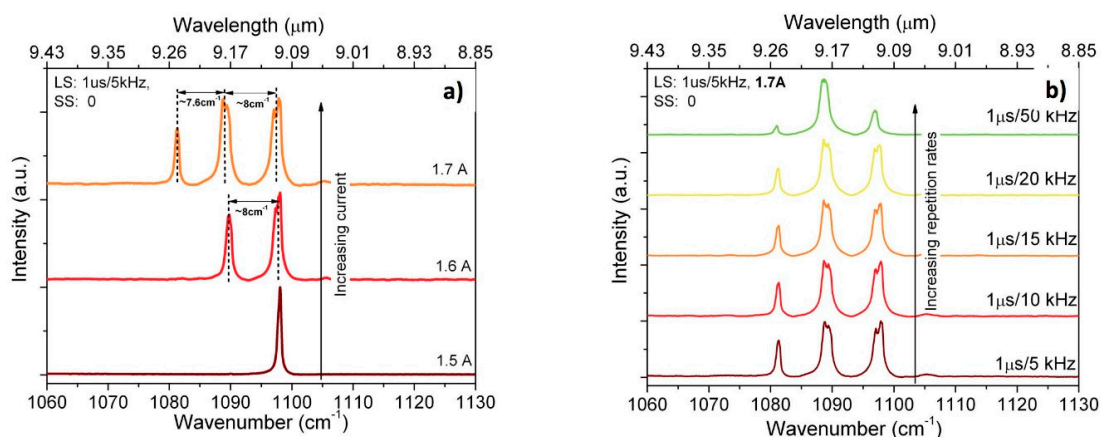 Wavelength (μm)
9.43 9.35 9.26 9.17 9.09 9.01 8.93 8.85
LS: 1us/5kHz,
SS: 0
a)
~7.6cm⁻¹
~8cm⁻¹
1.7 A
~8cm⁻¹
1.6 A
1.5 A
Increasing current
Intensity (a.u.)
1060 1070 1080 1090 1100 1110 1120 1130
Wavenumber (cm⁻¹)
Wavelength (μm)
9.43 9.35 9.26 9.17 9.09 9.01 8.93 8.85
LS: 1us/5kHz, 1.7A
SS: 0
b)
1μs/50 kHz
1μs/20 kHz
1μs/15 kHz
1μs/10 kHz
1μs/5 kHz
Increasing repetition rates
Intensity (a.u.)
1060 1070 1080 1090 1100 1110 1120 1130
Wavenumber (cm⁻¹)